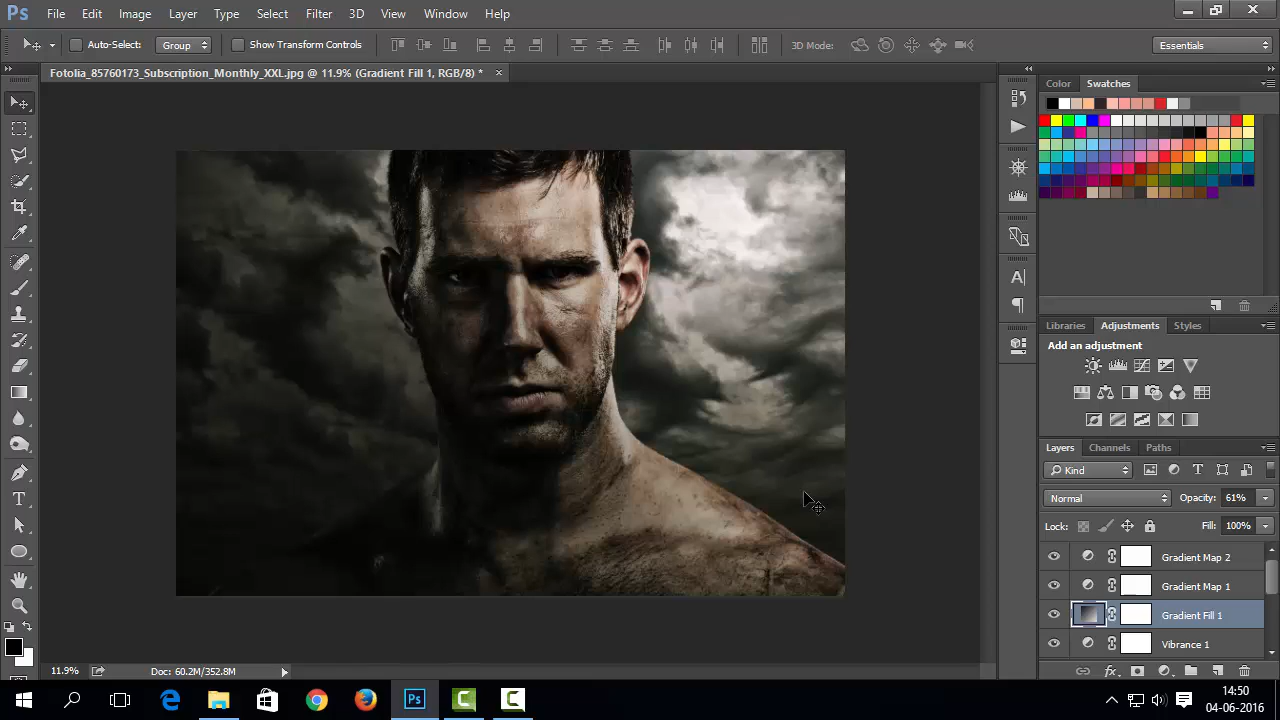 Ps File Edit Image Layer Type Select Filter 3D View Window Help
Auto-Select: Group Show Transform Controls 3D Mode: Essentials
Fotolia_85760173_Subscription_Monthly_XXL.jpg @ 11.9% (Gradient Fill 1, RGB/8) *
Color Swatches
Libraries Adjustments Styles
Add an adjustment
Layers Channels Paths
Kind
Normal Opacity: 61%
Lock: Fill: 100%
Gradient Map 2
Gradient Map 1
Gradient Fill 1
Vibrance 1
11.9% Doc: 60.2M/352.8M
Ps
14:50
04-06-2016